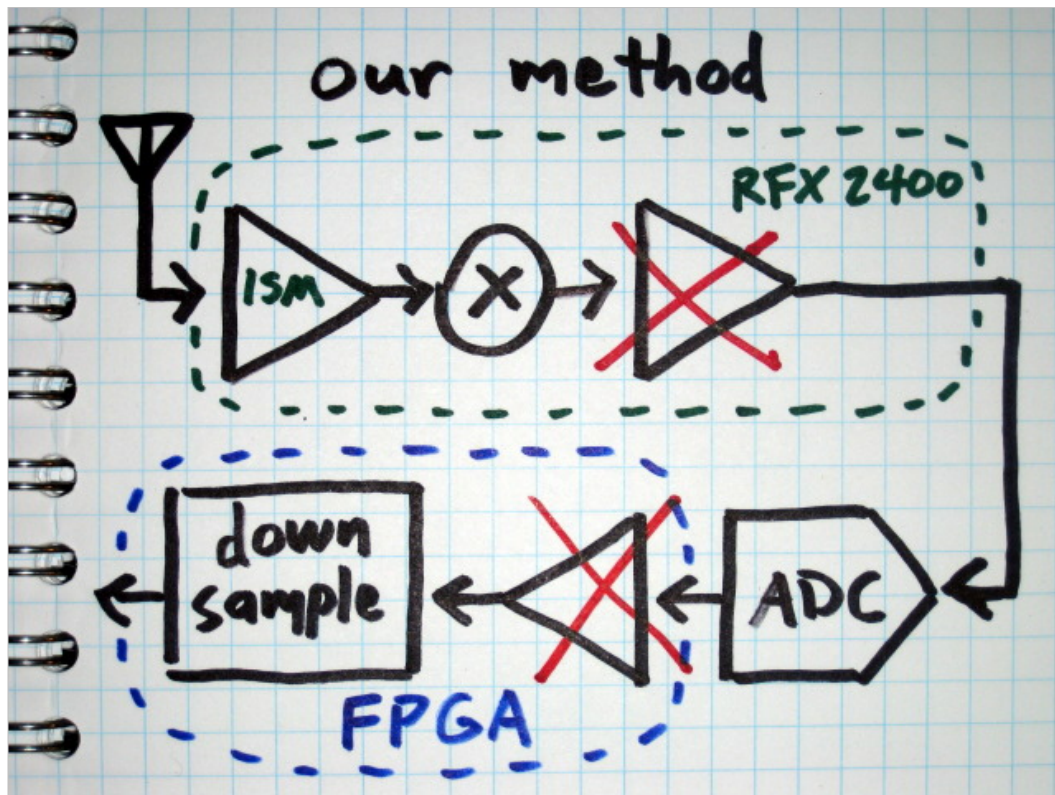 our method
RFX 2400
ISM
X
down
sample
ADC
FPGA